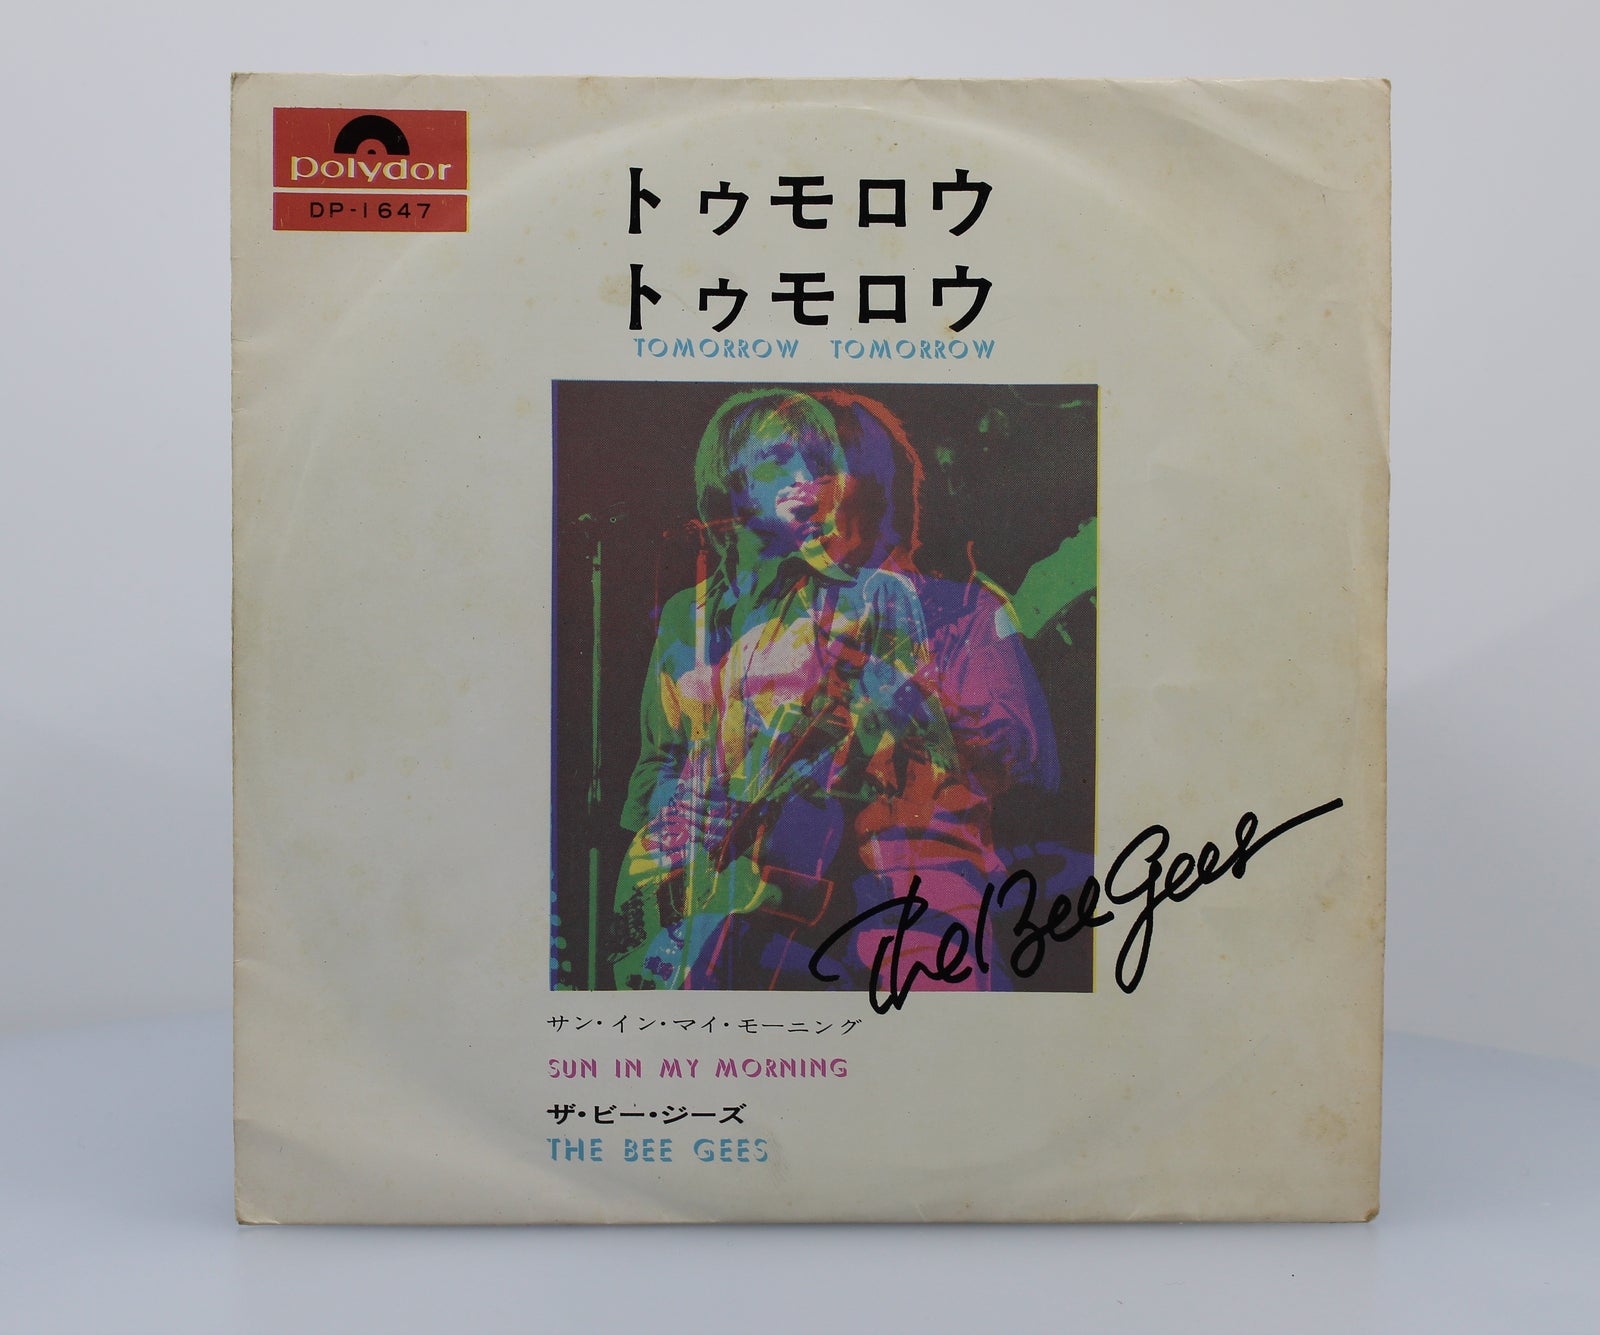 polydor
DP-1647
トゥモロウ
トゥモロウ
TOMORROW TOMORROW
The Bee Gees
サン・イン・マイ・モーニング
SUN IN MY MORNING
ザ・ビー・ジーズ
THE BEE GEES